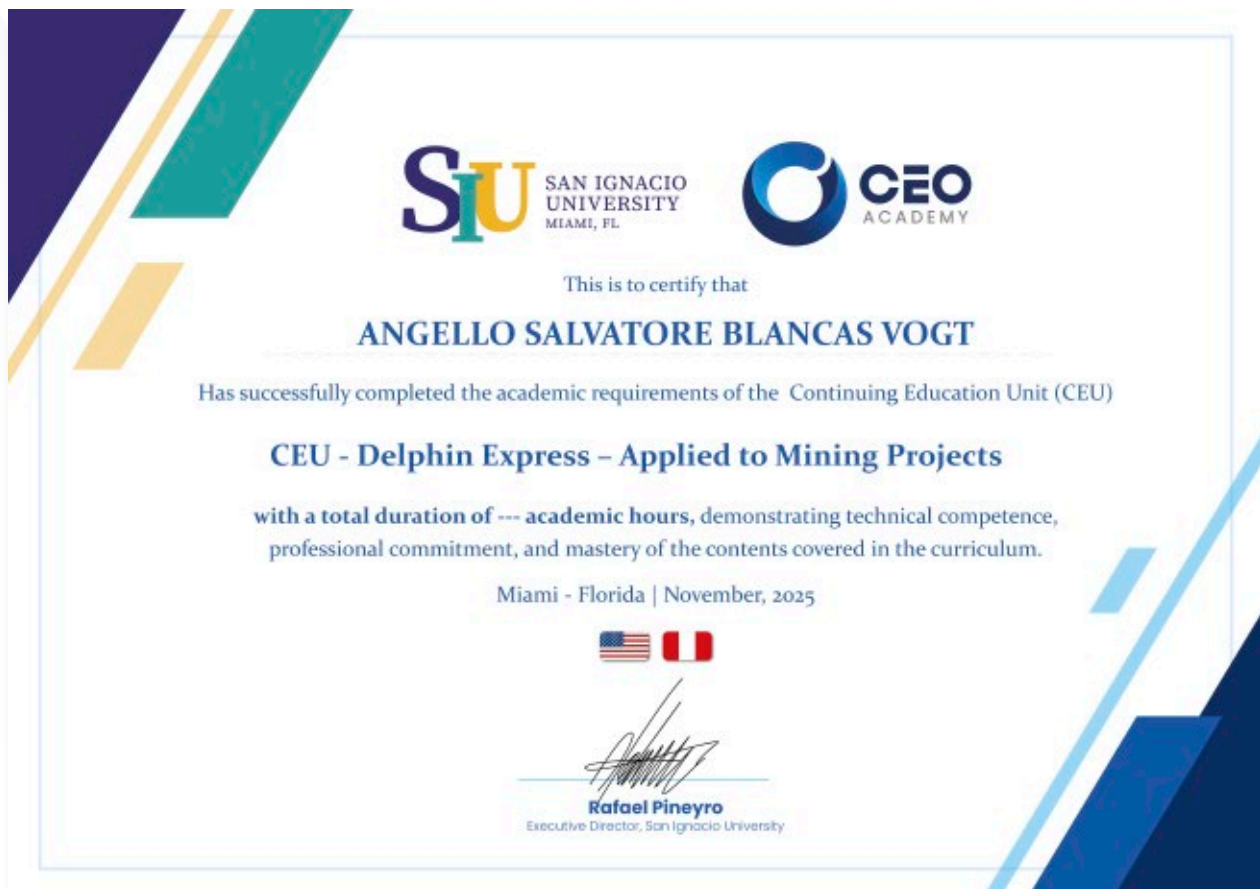 SIU SAN IGNACIO
UNIVERSITY
MIAMI, FL
CEO
ACADEMY
This is to certify that
ANGELLO SALVATORE BLANCAS VOGT
Has successfully completed the academic requirements of the Continuing Education Unit (CEU)
CEU - Delphin Express – Applied to Mining Projects
with a total duration of --- academic hours, demonstrating technical competence,
professional commitment, and mastery of the contents covered in the curriculum.
Miami - Florida | November, 2025
Rafael Pineyro
Executive Director, San Ignacio University